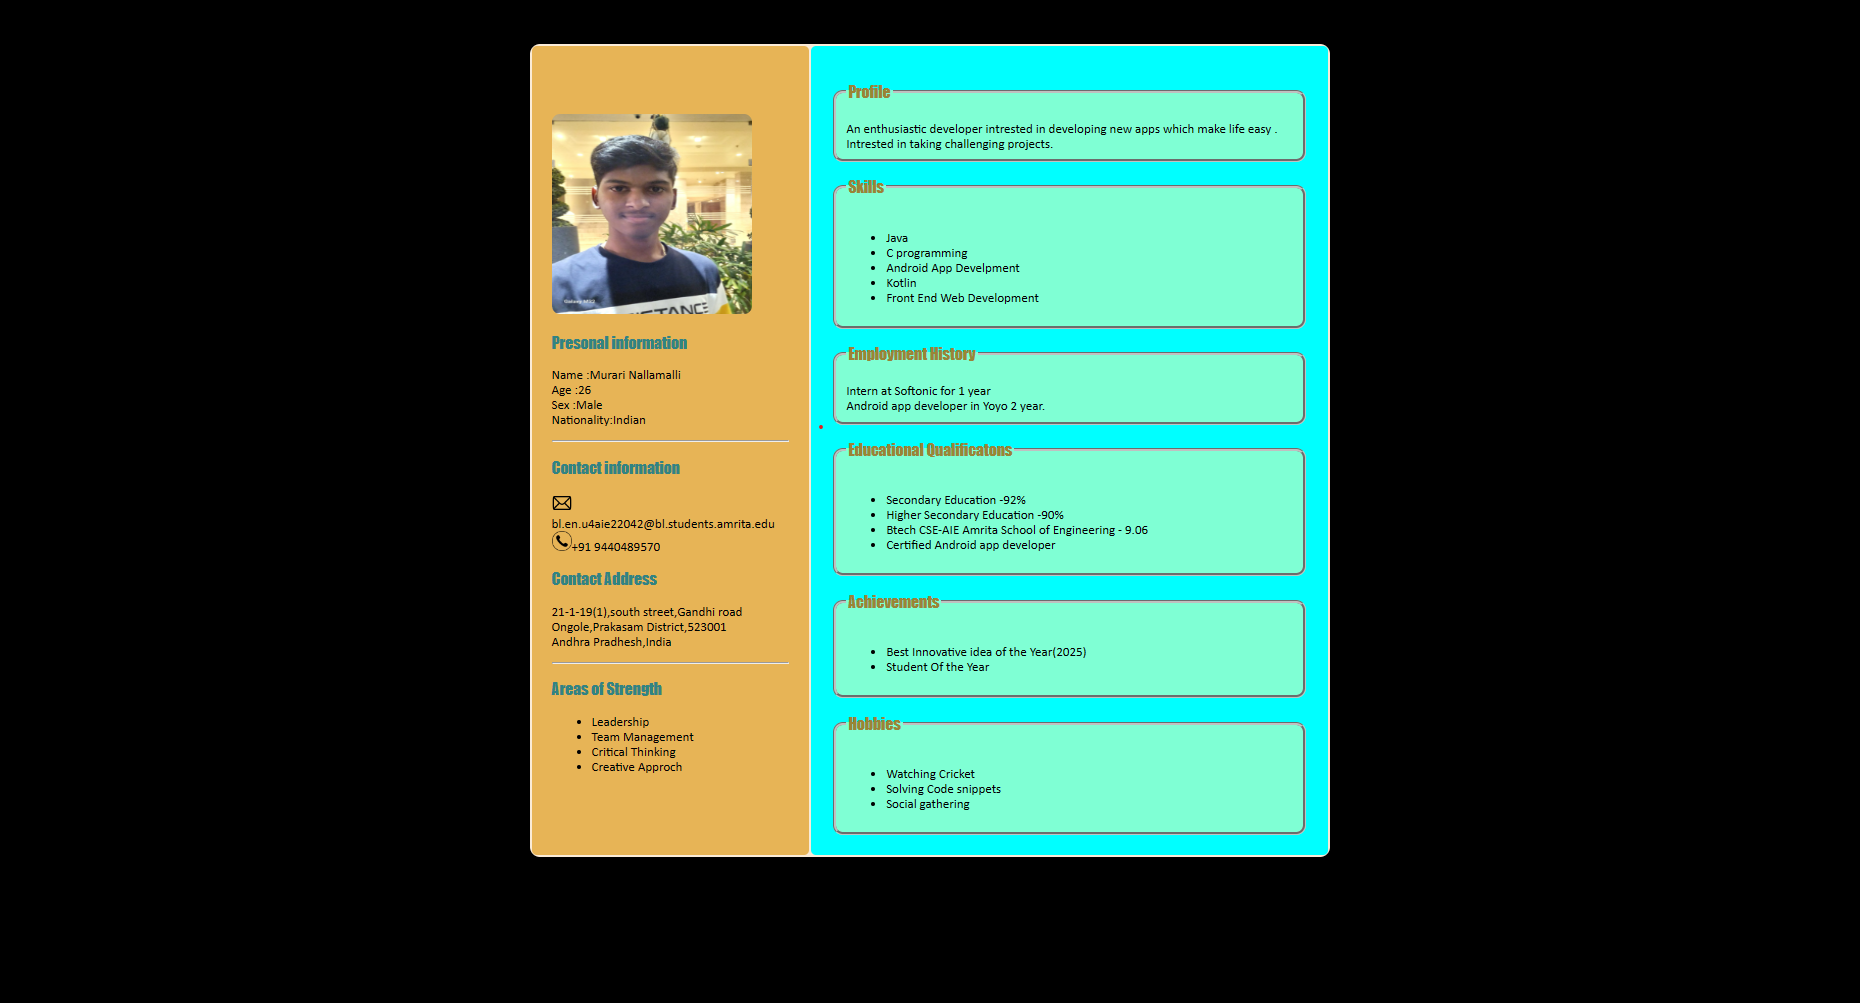 Presonal information
Name :Murari Nallamalli
Age :26
Sex :Male
Nationality:Indian
Contact information
bl.en.u4aie22042@bl.students.amrita.edu
+91 9440489570
Contact Address
21-1-19(1),south street,Gandhi road
Ongole,Prakasam District,523001
Andhra Pradhesh,India
Areas of Strength
Leadership
Team Management
Critical Thinking
Creative Approch
Profile
An enthusiastic developer intrested in developing new apps which make life easy .
Intrested in taking challenging projects.
Skills
Java
C programming
Android App Develpment
Kotlin
Front End Web Development
Employment History
Intern at Softonic for 1 year
Android app developer in Yoyo 2 year.
Educational Qualificatons
Secondary Education -92%
Higher Secondary Education -90%
Btech CSE-AIE Amrita School of Engineering - 9.06
Certified Android app developer
Achievements
Best Innovative idea of the Year(2025)
Student Of the Year
Hobbies
Watching Cricket
Solving Code snippets
Social gathering